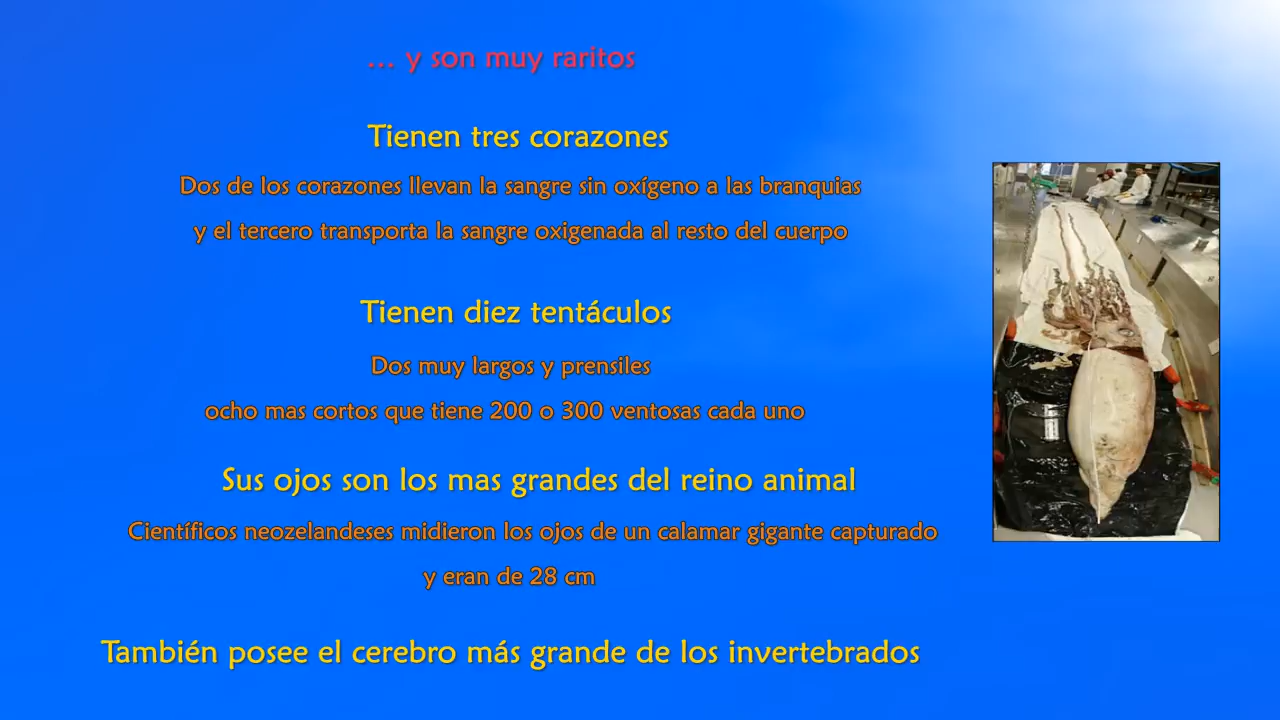 ... y son muy raritos
Tienen tres corazones
Dos de los corazones llevan la sangre sin oxígeno a las branquias
y el tercero transporta la sangre oxigenada al resto del cuerpo
Tienen diez tentáculos
Dos muy largos y prensiles
ocho mas cortos que tiene 200 o 300 ventosas cada uno
Sus ojos son los mas grandes del reino animal
Científicos neozelandeses midieron los ojos de un calamar gigante capturado
y eran de 28 cm
También posee el cerebro más grande de los invertebrados